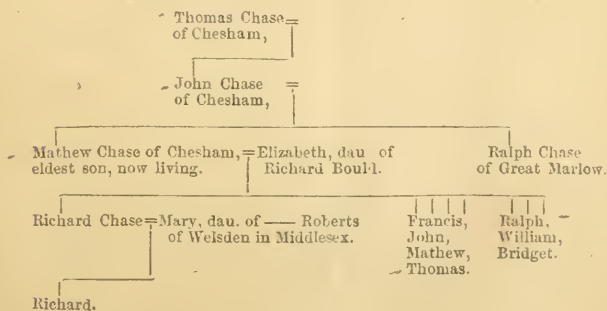 Thomas Chase=
of Chesham,
John Chase =
of Chesham,
Mathew Chase of Chesham,=Elizabeth, dau of Ralph Chase
eldest son, now living. Richard Boul'l. of Great Marlow.
Richard Chase=Mary, dau. of —— Roberts Francis, Ralph,
of Welsden in Middlesex. John, William,
Mathew, Bridget.
Thomas.
Richard.